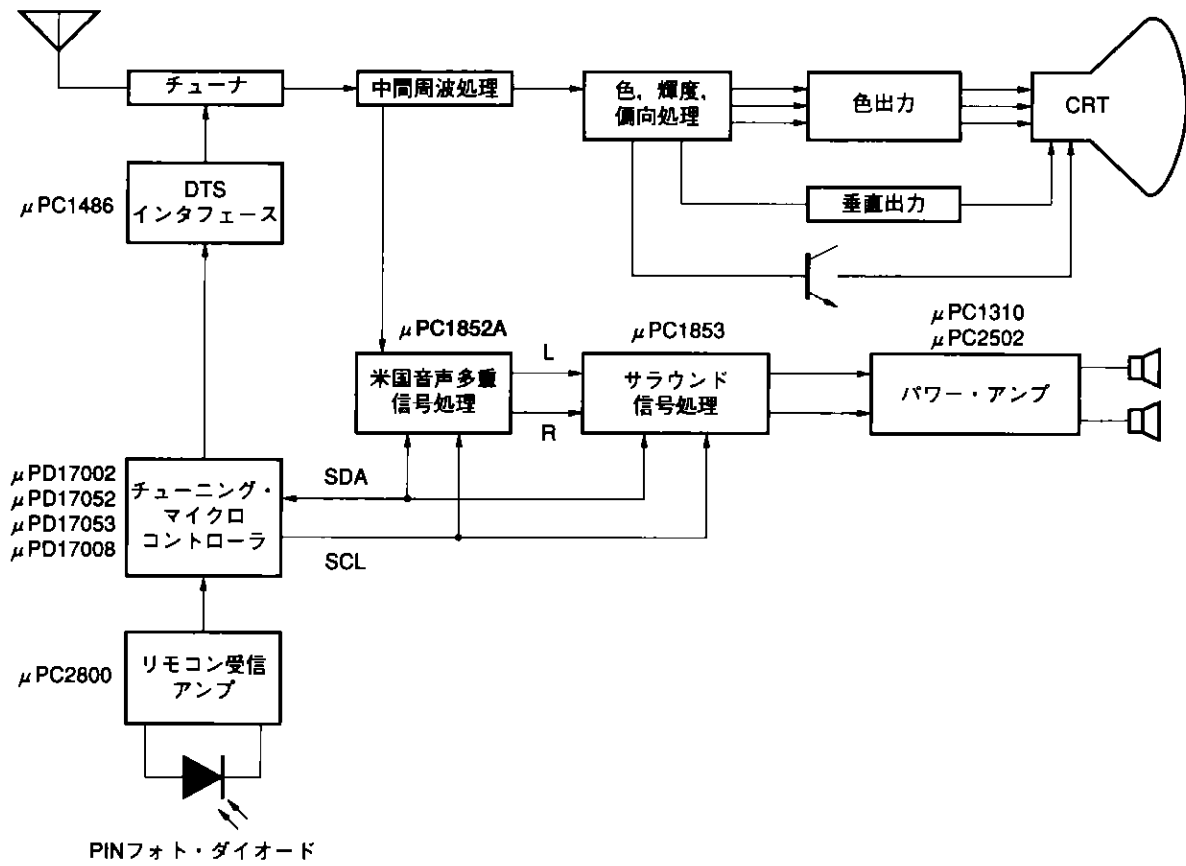 チューナ
中間周波処理
色，輝度，
偏向処理
色出力
CRT
μPC1486
DTS
インタフェース
垂直出力
μPC1852A
μPC1853
μPC1310
μPC2502
米国音声多重
信号処理
L
R
サラウンド
信号処理
パワー・アンプ
μPD17002
μPD17052
μPD17053
μPD17008
チューニング・
マイクロ
コントローラ
SDA
SCL
μPC2800
リモコン受信
アンプ
PINフォト・ダイオード